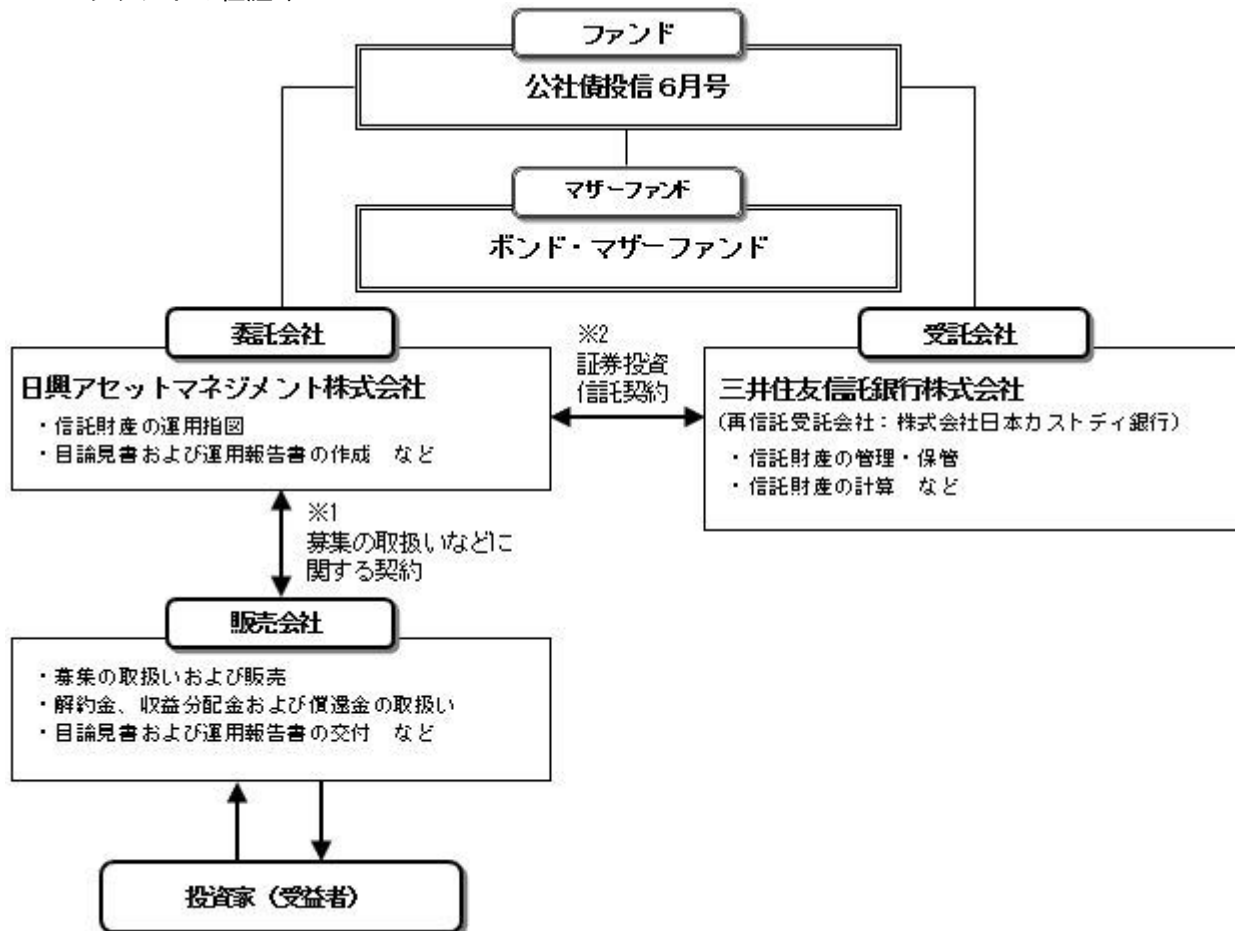 ファンド
公社債投信6月号
マザーファンド
ボンド・マザーファンド
委託会社
日興アセットマネジメント株式会社
・信託財産の運用指図
・目論見書および運用報告書の作成 など
※2
証券投資
信託契約
受託会社
三井住友信託銀行株式会社
(再信託受託会社:株式会社日本カストディ銀行)
・信託財産の管理・保管
・信託財産の計算 など
※1
募集の取扱いなどに
関する契約
販売会社
・募集の取扱いおよび販売
・解約金、収益分配金および償還金の取扱い
・目論見書および運用報告書の交付 など
投資家(受益者)